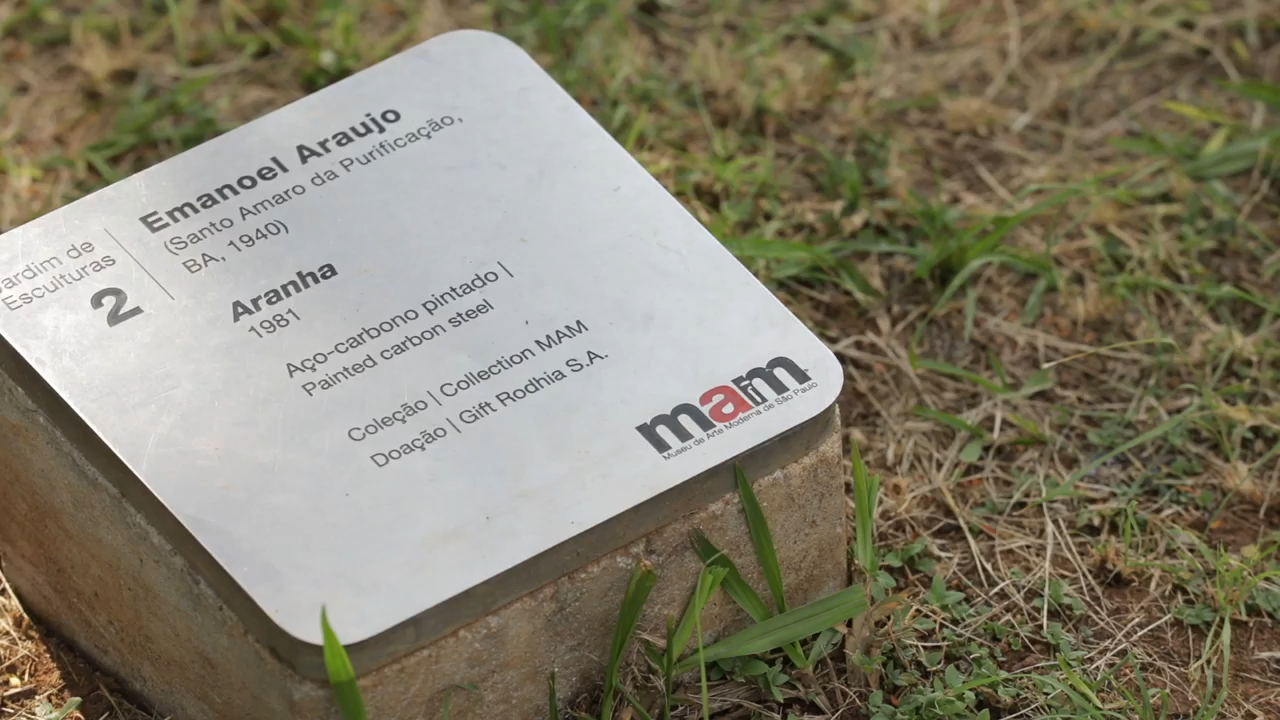 Jardim de
Esculturas
2
Emanoel Araujo
(Santo Amaro da Purificação,
BA, 1940)
Aranha
1981
Aço-carbono pintado |
Painted carbon steel
Coleção | Collection MAM
Doação | Gift Rodhia S.A.
mam
Museu de Arte Moderna de São Paulo